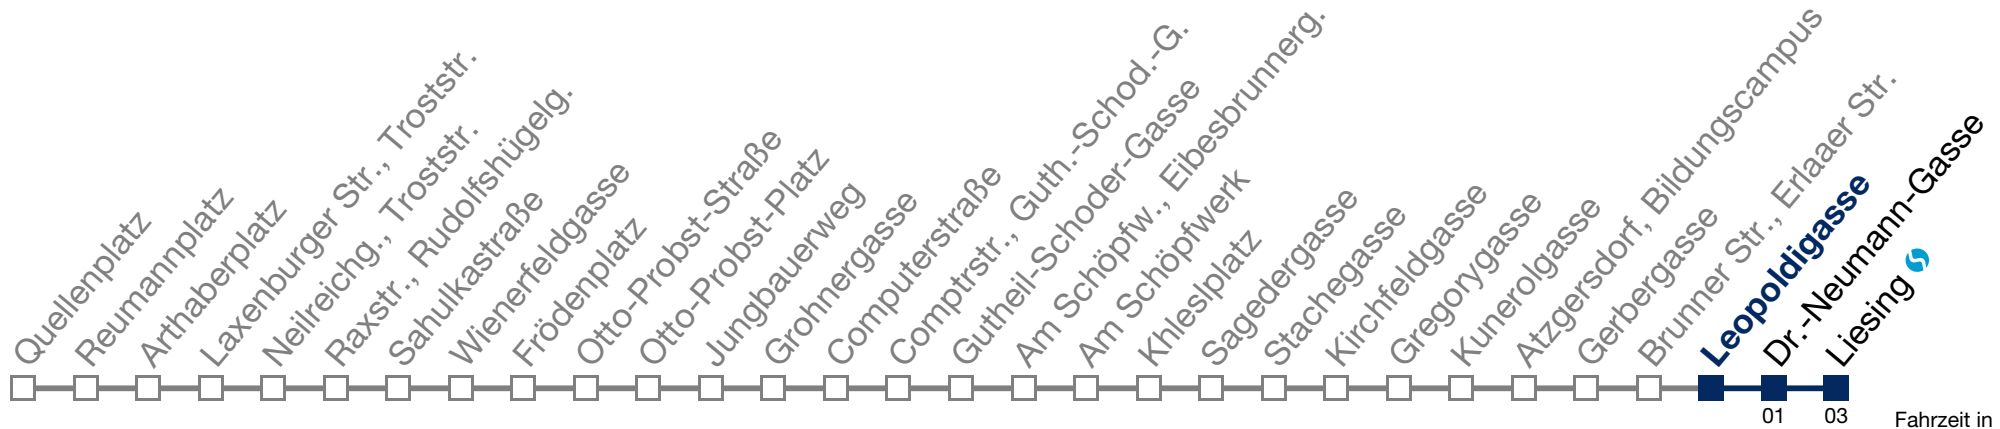 Quellenplatz
Reumannplatz
Arthaberplatz
Laxenburger Str., Troststr.
Neilreichg., Troststr.
Raxstr., Rudolfshügelg.
Sahulkastraße
Wienerfeldgasse
Frödenplatz
Otto-Probst-Straße
Otto-Probst-Platz
Jungbauerweg
Grohnergasse
Computerstraße
Comptrstr., Guth.-Schod.-G.
Gutheil-Schoder-Gasse
Am Schöpfw., Eibesbrunnerg.
Am Schöpfwerk
Khleslplatz
Sagedergasse
Stachegasse
Kirchfeldgasse
Gregorygasse
Kunerolgasse
Atzgersdorf, Bildungscampus
Gerbergasse
Brunner Str., Erlaaer Str.
Leopoldigasse
Dr.-Neumann-Gasse
Liesing
01
03
Fahrzeit in